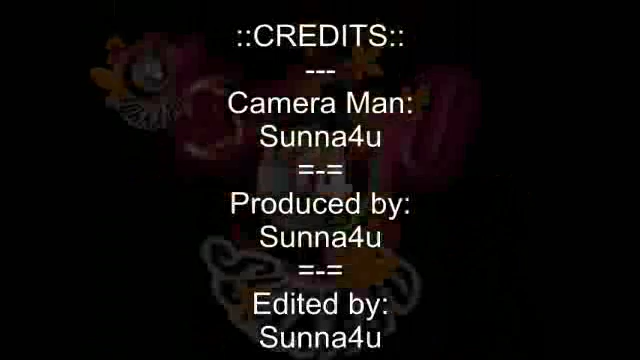 ::CREDITS::
---
Camera Man:
Sunna4u
=-=
Produced by:
Sunna4u
=-=
Edited by:
Sunna4u